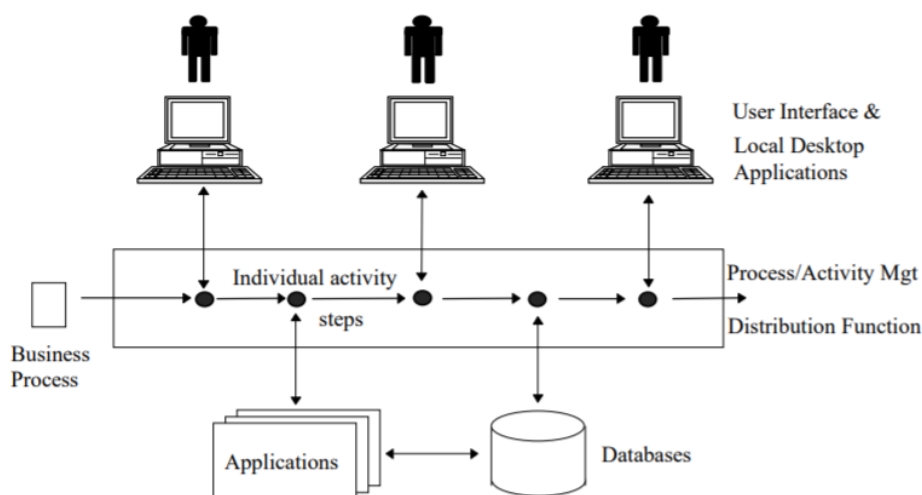 User Interface &
Local Desktop
Applications
Individual activity
steps
Process/Activity Mgt
Distribution Function
Business
Process
Applications
Databases